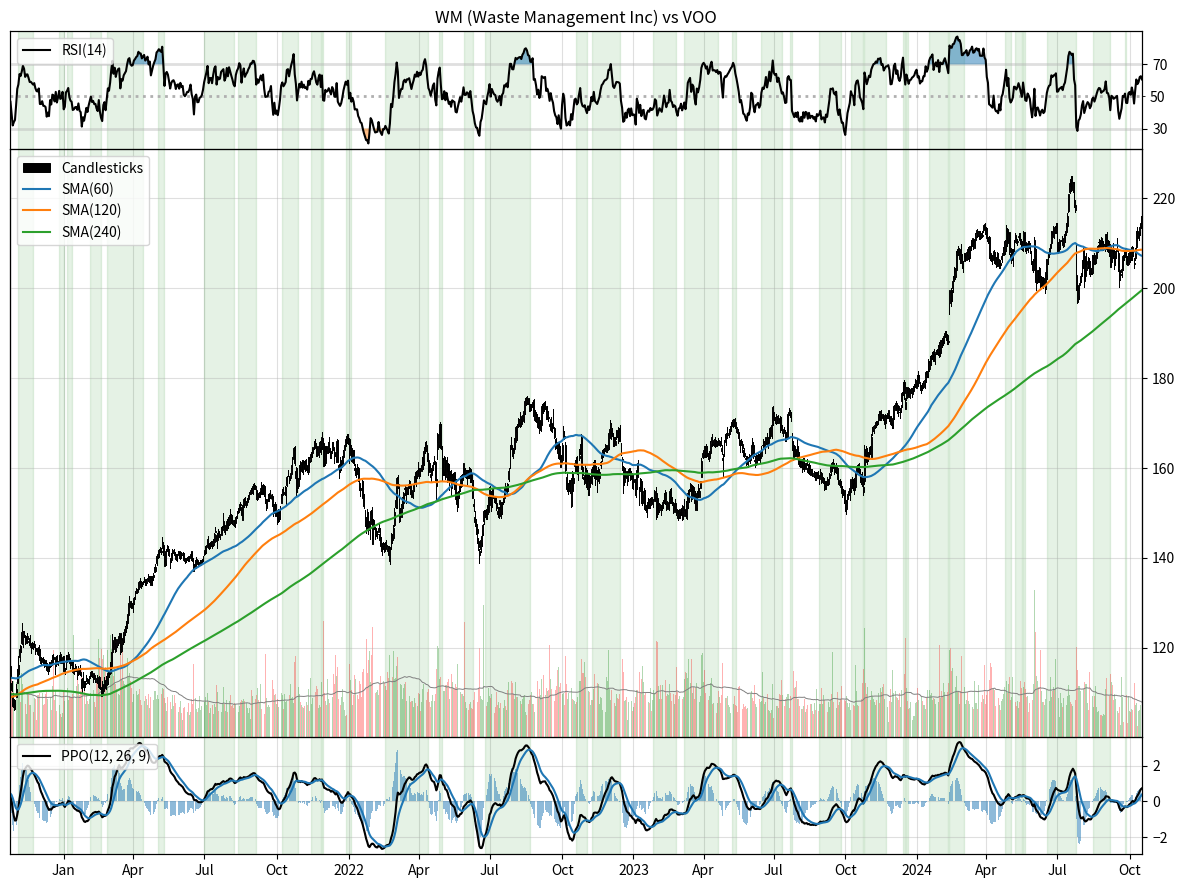 WM (Waste Management Inc) vs VOO
RSI(14)
70
50
30
Candlesticks
SMA(60)
SMA(120)
SMA(240)
220
200
180
160
140
120
PPO(12, 26, 9)
2
0
−2
Jan Apr Jul Oct 2022 Apr Jul Oct 2023 Apr Jul Oct 2024 Apr Jul Oct